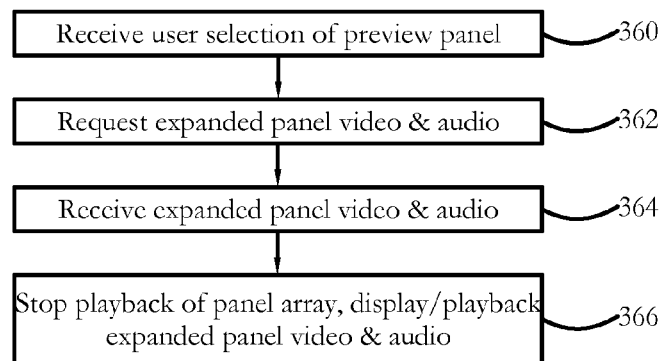 Receive user selection of preview panel 360
Request expanded panel video & audio 362
Receive expanded panel video & audio 364
Stop playback of panel array, display/playback
expanded panel video & audio 366